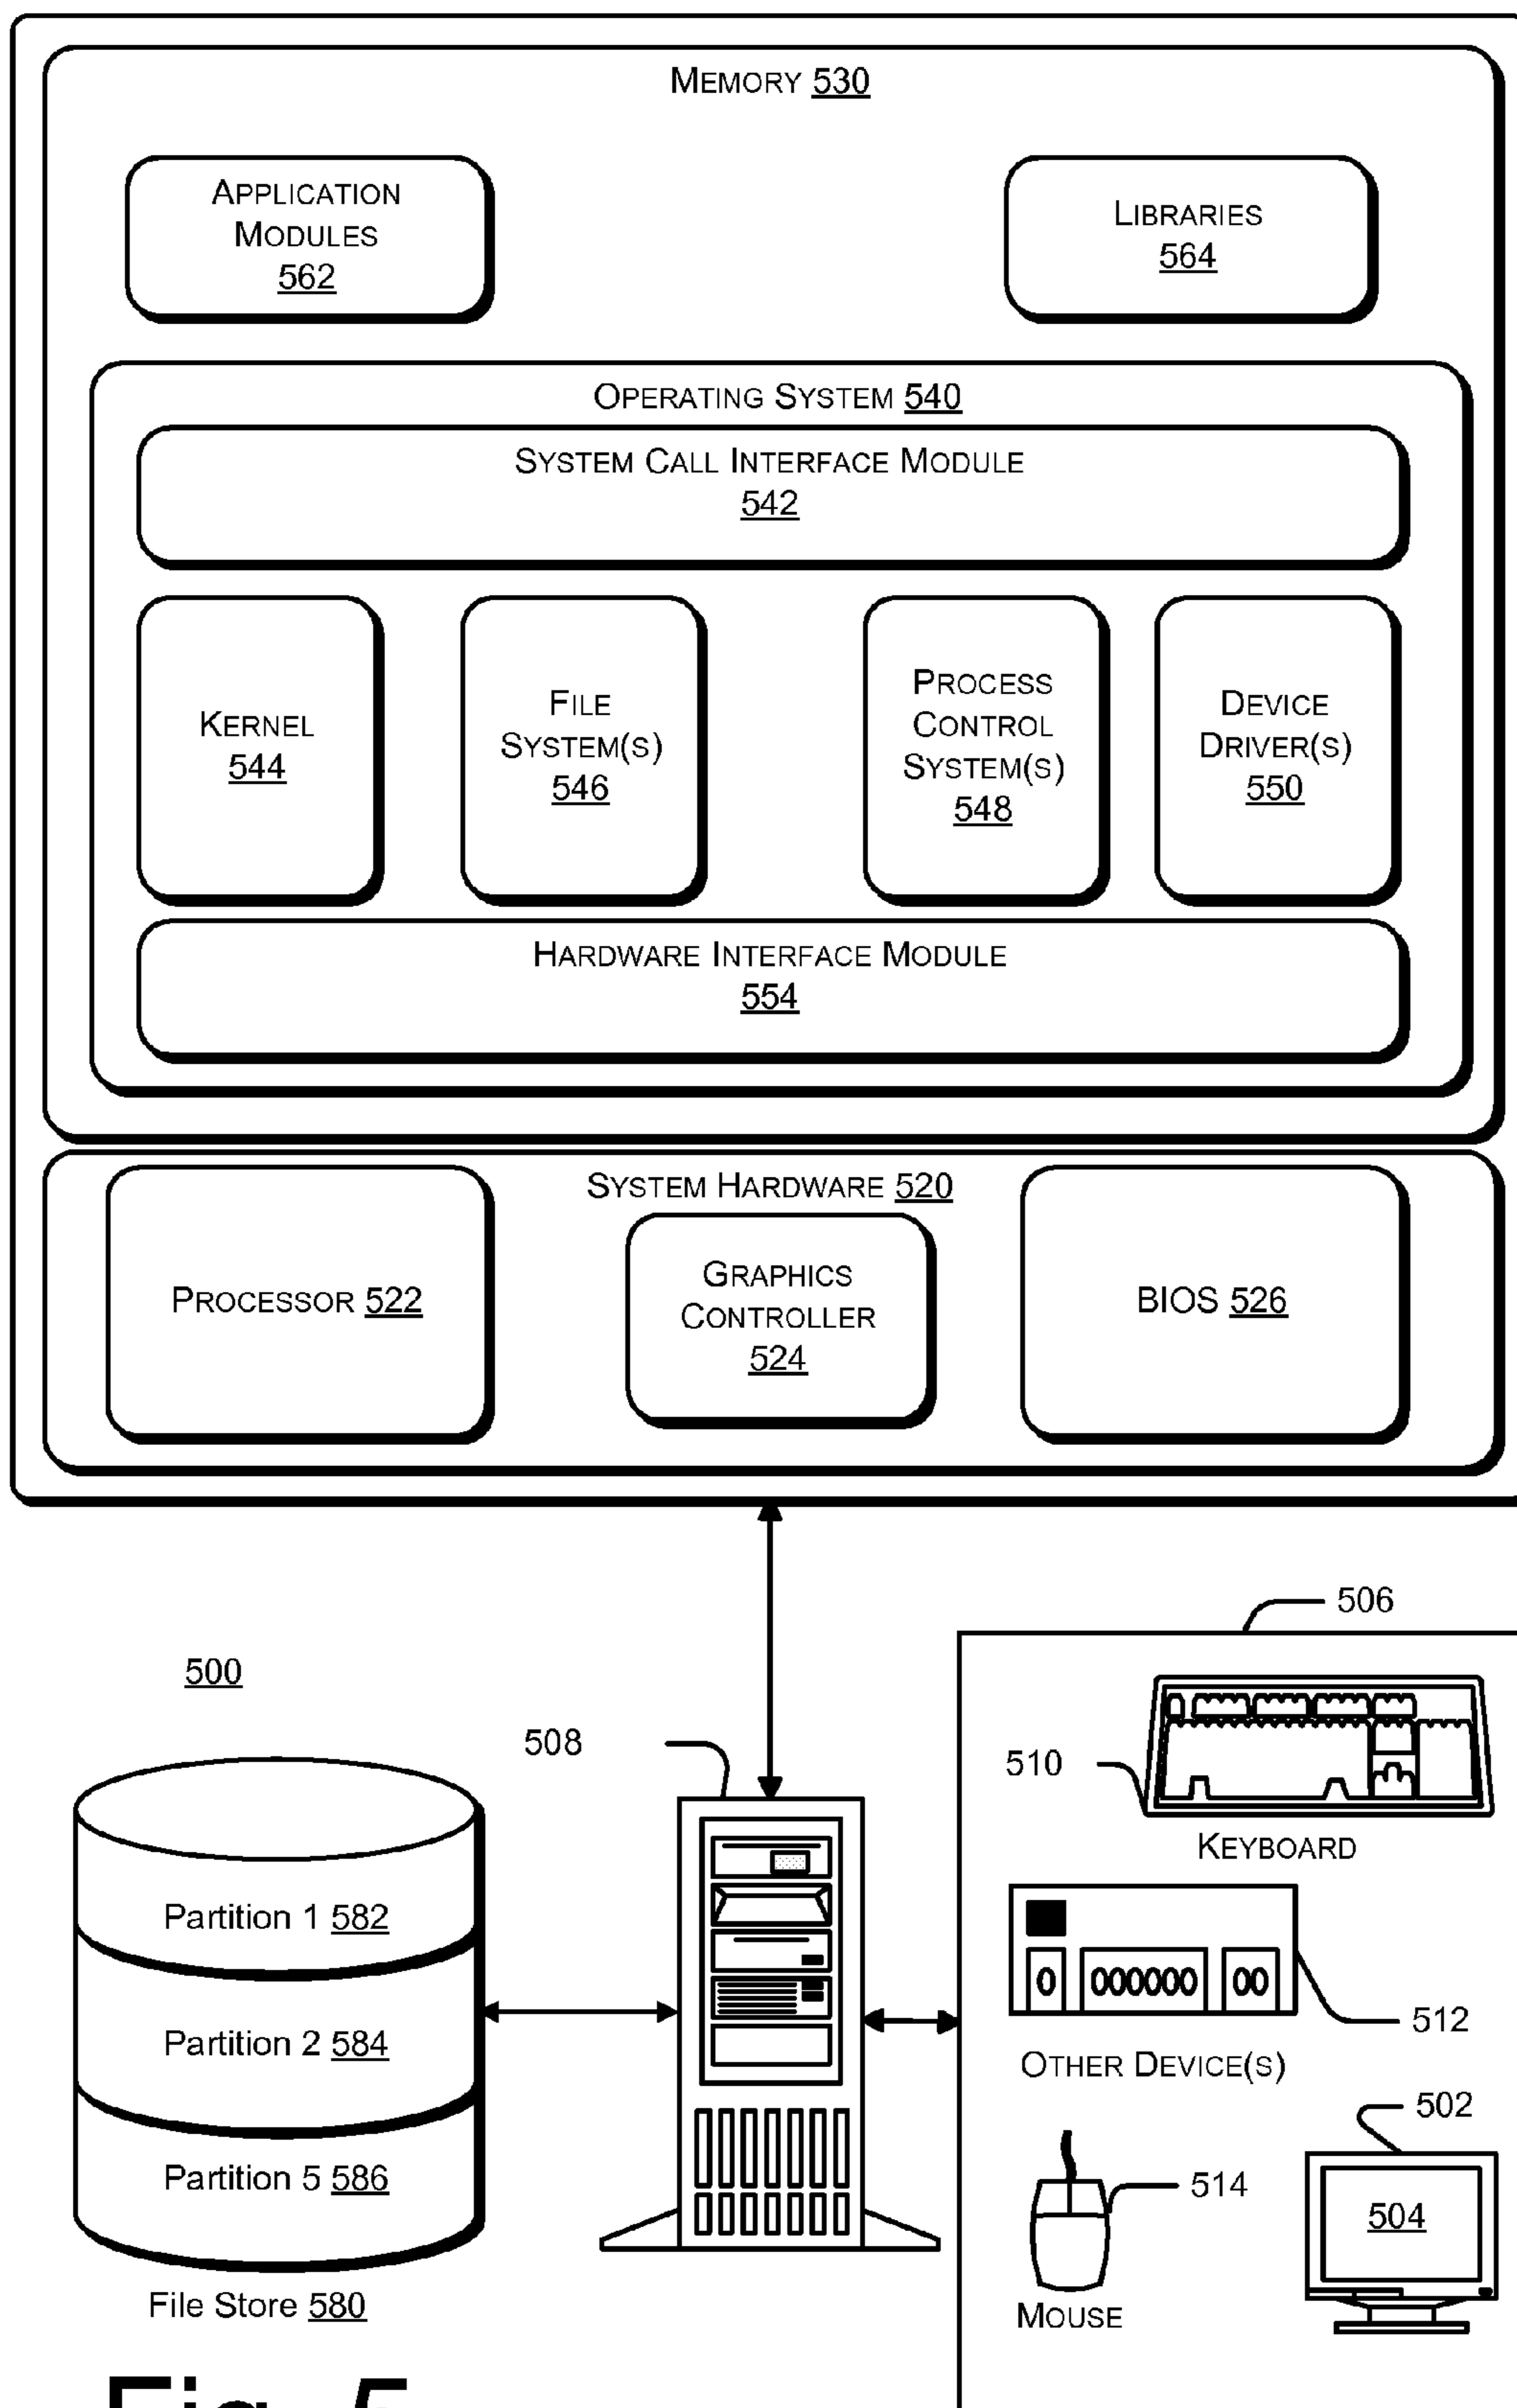 MEMORY 530
APPLICATION
MODULES
562
LIBRARIES
564
OPERATING SYSTEM 540
SYSTEM CALL INTERFACE MODULE
542
KERNEL
544
FILE
SYSTEM(S)
546
PROCESS
CONTROL
SYSTEM(S)
548
DEVICE
DRIVER(S)
550
HARDWARE INTERFACE MODULE
554
SYSTEM HARDWARE 520
PROCESSOR 522
GRAPHICS
CONTROLLER
524
BIOS 526
506
500
508
510
KEYBOARD
Partition 1 582
Partition 2 584
Partition 5 586
File Store 580
512
OTHER DEVICE(S)
502
514
504
MOUSE
Fig. 5